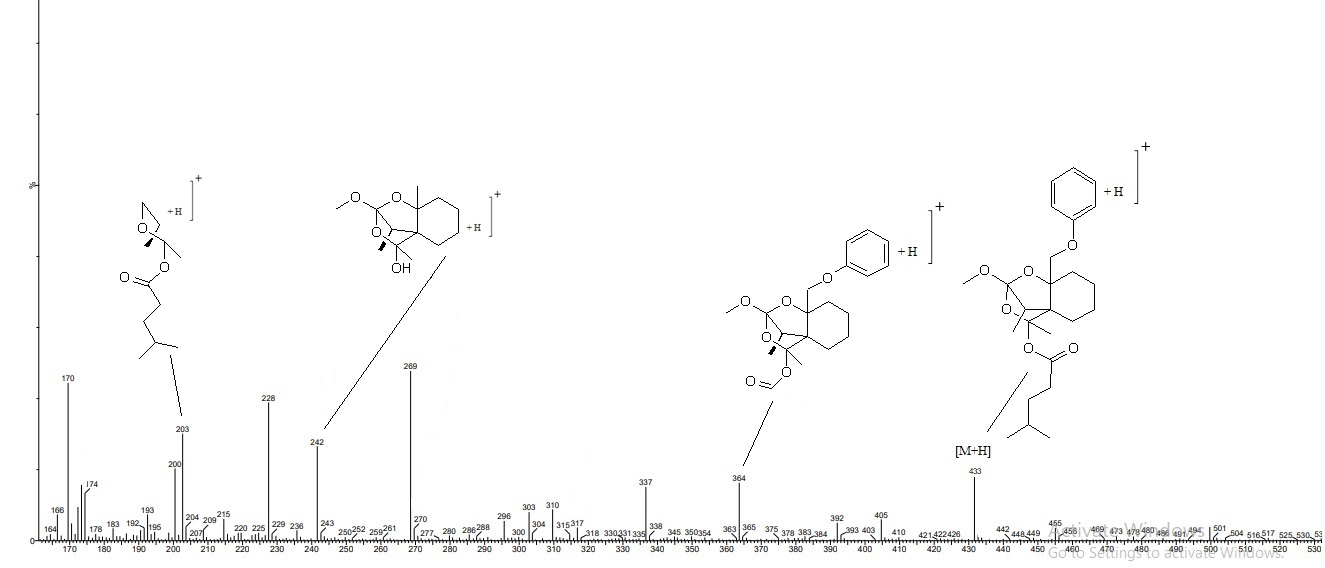 %
0
+ H ] +
O
O
O
O O
O
OH
+ H ] +
O O
O
O
O
O
+ H ] +
O O
O
O
O
O
+ H ] +
[M+H]
170 203 228 242 269 337 364 433
166 174 200 310 303 405 455
164 178 183 192 193 195 204 207 209 215 220 225 229 236 243 250 252 259 261 270 277 280 286 288 296 300 304 315 317 318 330 331 335 338 345 350 354 363 365 375 378 383 384 392 393 403 410 421 422 426 442 448 449 458 469 473 480 494 501 504 516 517 525 530
170 180 190 200 210 220 230 240 250 260 270 280 290 300 310 320 330 340 350 360 370 380 390 400 410 420 430 440 450 460 470 480 490 500 510 520 530
Activate Windows
Go to Settings to activate Windows.